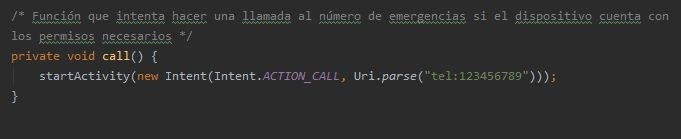 /* Función que intenta hacer una llamada al número de emergencias si el dispositivo cuenta con
los permisos necesarios */
private void call() {
    startActivity(new Intent(Intent.ACTION_CALL, Uri.parse("tel:123456789")));
}